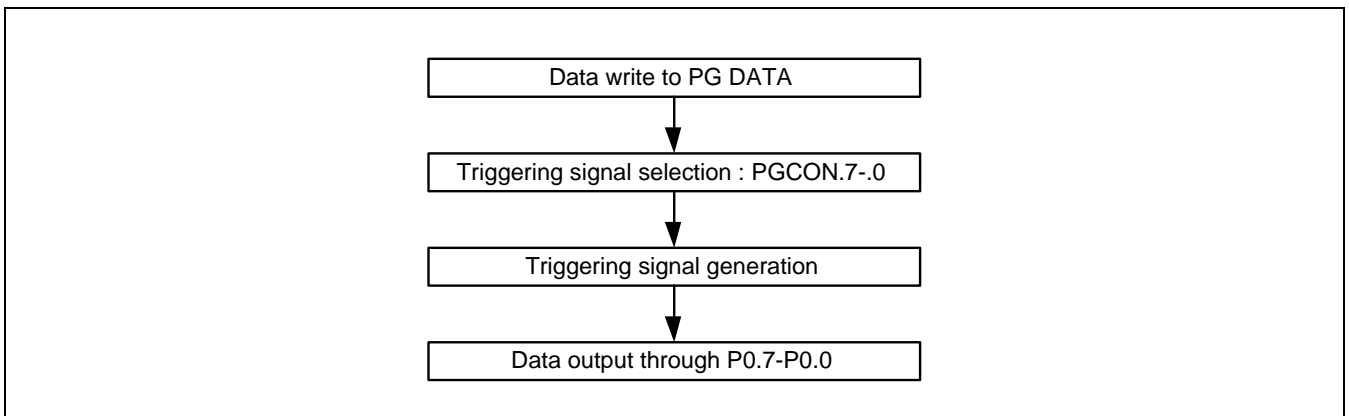 Data write to PG DATA
Triggering signal selection : PGCON.7-.0
Triggering signal generation
Data output through P0.7-P0.0